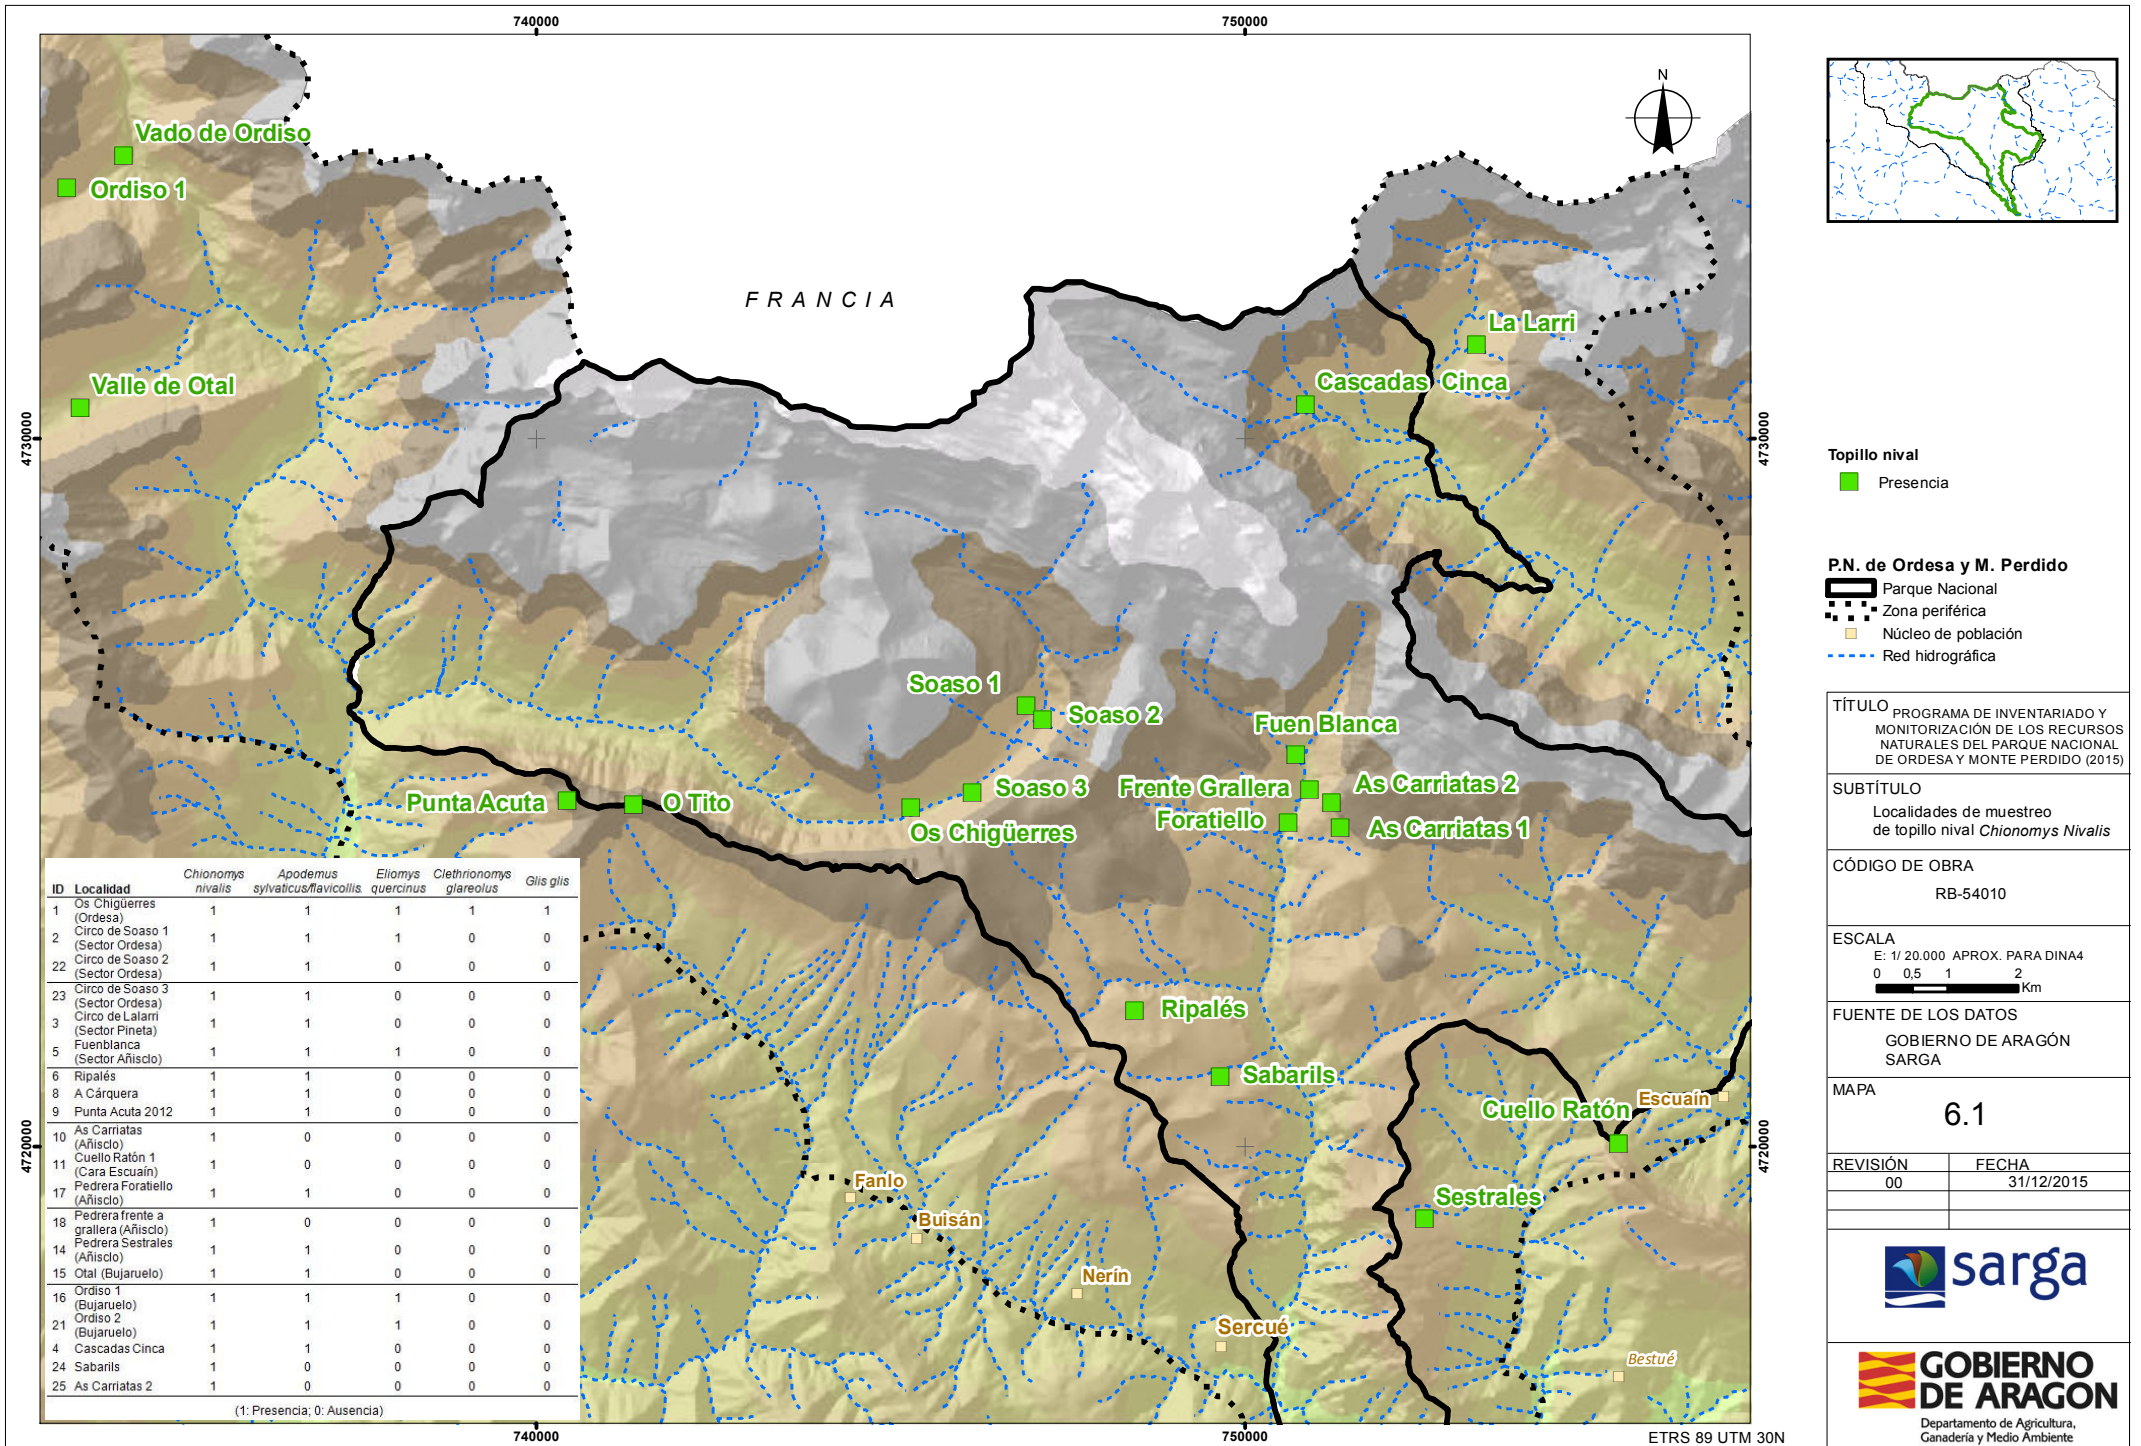 740000
750000
N
Vado de Ordiso
Ordiso 1
FRANCIA
La Larri
Cascadas Cinca
Valle de Otal
4730000
4730000
Soaso 1
Soaso 2
Fuen Blanca
Soaso 3
Frente Grallera
As Carriatas 2
Punta Acuta
O Tito
Os Chigüerres
Foratiello
As Carriatas 1
Ripalés
Sabarils
Cuello Ratón
Escuaín
4720000
4720000
Fanlo
Sestrales
Buisán
Nerín
Sercué
Bestué
740000
750000
ETRS 89 UTM 30N
ID Localidad Chionomys nivalis Apodemus sylvaticus/flavicollis. Eliomys quercinus Clethrionomys glareolus Glis glis
1 Os Chigüerres (Ordesa) 1 1 1 1 1
2 Circo de Soaso 1 (Sector Ordesa) 1 1 1 0 0
22 Circo de Soaso 2 (Sector Ordesa) 1 1 0 0 0
23 Circo de Soaso 3 (Sector Ordesa) 1 1 0 0 0
3 Circo de Lalarri (Sector Pineta) 1 1 0 0 0
5 Fuenblanca (Sector Añisclo) 1 1 1 0 0
6 Ripalés 1 1 0 0 0
8 A Cárquera 1 1 0 0 0
9 Punta Acuta 2012 1 1 0 0 0
10 As Carriatas (Añisclo) 1 0 0 0 0
11 Cuello Ratón 1 (Cara Escuaín) 1 0 0 0 0
17 Pedrera Foratiello (Añisclo) 1 1 0 0 0
18 Pedrera frente a grallera (Añisclo) 1 0 0 0 0
14 Pedrera Sestrales (Añisclo) 1 1 0 0 0
15 Otal (Bujaruelo) 1 1 0 0 0
16 Ordiso 1 (Bujaruelo) 1 1 1 0 0
21 Ordiso 2 (Bujaruelo) 1 1 1 0 0
4 Cascadas Cinca 1 1 0 0 0
24 Sabarils 1 0 0 0 0
25 As Carriatas 2 1 0 0 0 0
(1: Presencia; 0: Ausencia)
Topillo nival
Presencia
P.N. de Ordesa y M. Perdido
Parque Nacional
Zona periférica
Núcleo de población
Red hidrográfica
TÍTULO
PROGRAMA DE INVENTARIADO Y
MONITORIZACIÓN DE LOS RECURSOS
NATURALES DEL PARQUE NACIONAL
DE ORDESA Y MONTE PERDIDO (2015)
SUBTÍTULO
Localidades de muestreo
de topillo nival Chionomys Nivalis
CÓDIGO DE OBRA
RB-54010
ESCALA
E: 1/ 20.000 APROX. PARA DINA4
0 0,5 1 2
Km
FUENTE DE LOS DATOS
GOBIERNO DE ARAGÓN
SARGA
MAPA
6.1
REVISIÓN FECHA
00 31/12/2015
sarga
GOBIERNO
DE ARAGON
Departamento de Agricultura,
Ganadería y Medio Ambiente